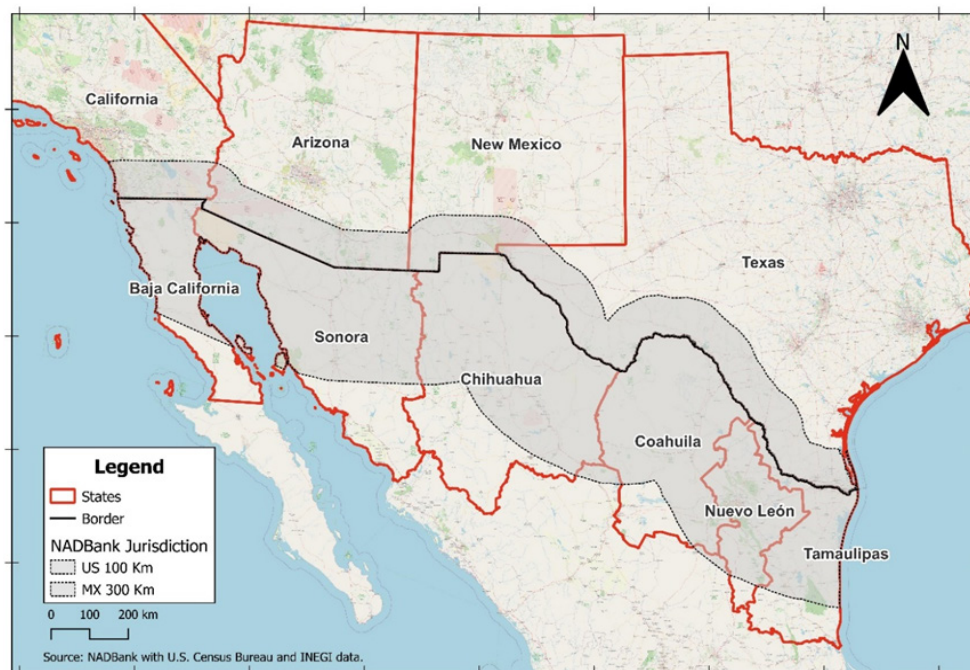 N
California
Arizona
New Mexico
Texas
Baja California
Sonora
Chihuahua
Coahuila
Nuevo León
Tamaulipas
Legend
States
Border
NADBank Jurisdiction
US 100 Km
MX 300 Km
0 100 200 km
Source: NADBank with U.S. Census Bureau and INEGI data.